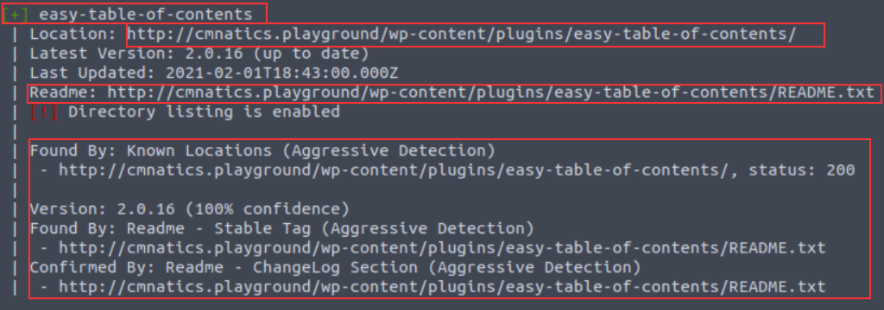 [+] easy-table-of-contents
| Location: http://cmnatics.playground/wp-content/plugins/easy-table-of-contents/
| Latest Version: 2.0.16 (up to date)
| Last Updated: 2021-02-01T18:43:00.000Z
| Readme: http://cmnatics.playground/wp-content/plugins/easy-table-of-contents/README.txt
| [!] Directory listing is enabled
|
| Found By: Known Locations (Aggressive Detection)
|  - http://cmnatics.playground/wp-content/plugins/easy-table-of-contents/, status: 200
|
| Version: 2.0.16 (100% confidence)
| Found By: Readme - Stable Tag (Aggressive Detection)
|  - http://cmnatics.playground/wp-content/plugins/easy-table-of-contents/README.txt
| Confirmed By: Readme - ChangeLog Section (Aggressive Detection)
|  - http://cmnatics.playground/wp-content/plugins/easy-table-of-contents/README.txt